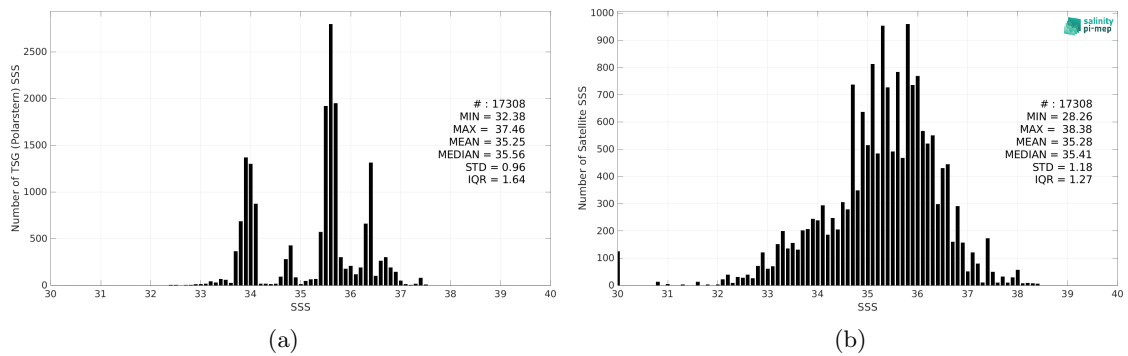 Number of TSG (Polarstern) SSS
2500
2000
1500
1000
500
0
# : 17308
MIN = 32.38
MAX = 37.46
MEAN = 35.25
MEDIAN = 35.56
STD = 0.96
IQR = 1.64
30 31 32 33 34 35 36 37 38 39 40
SSS
(a)
Number of Satellite SSS
1000
900
800
700
600
500
400
300
200
100
0
salinity
pi-mep
# : 17308
MIN = 28.26
MAX = 38.38
MEAN = 35.28
MEDIAN = 35.41
STD = 1.18
IQR = 1.27
30 31 32 33 34 35 36 37 38 39 40
SSS
(b)